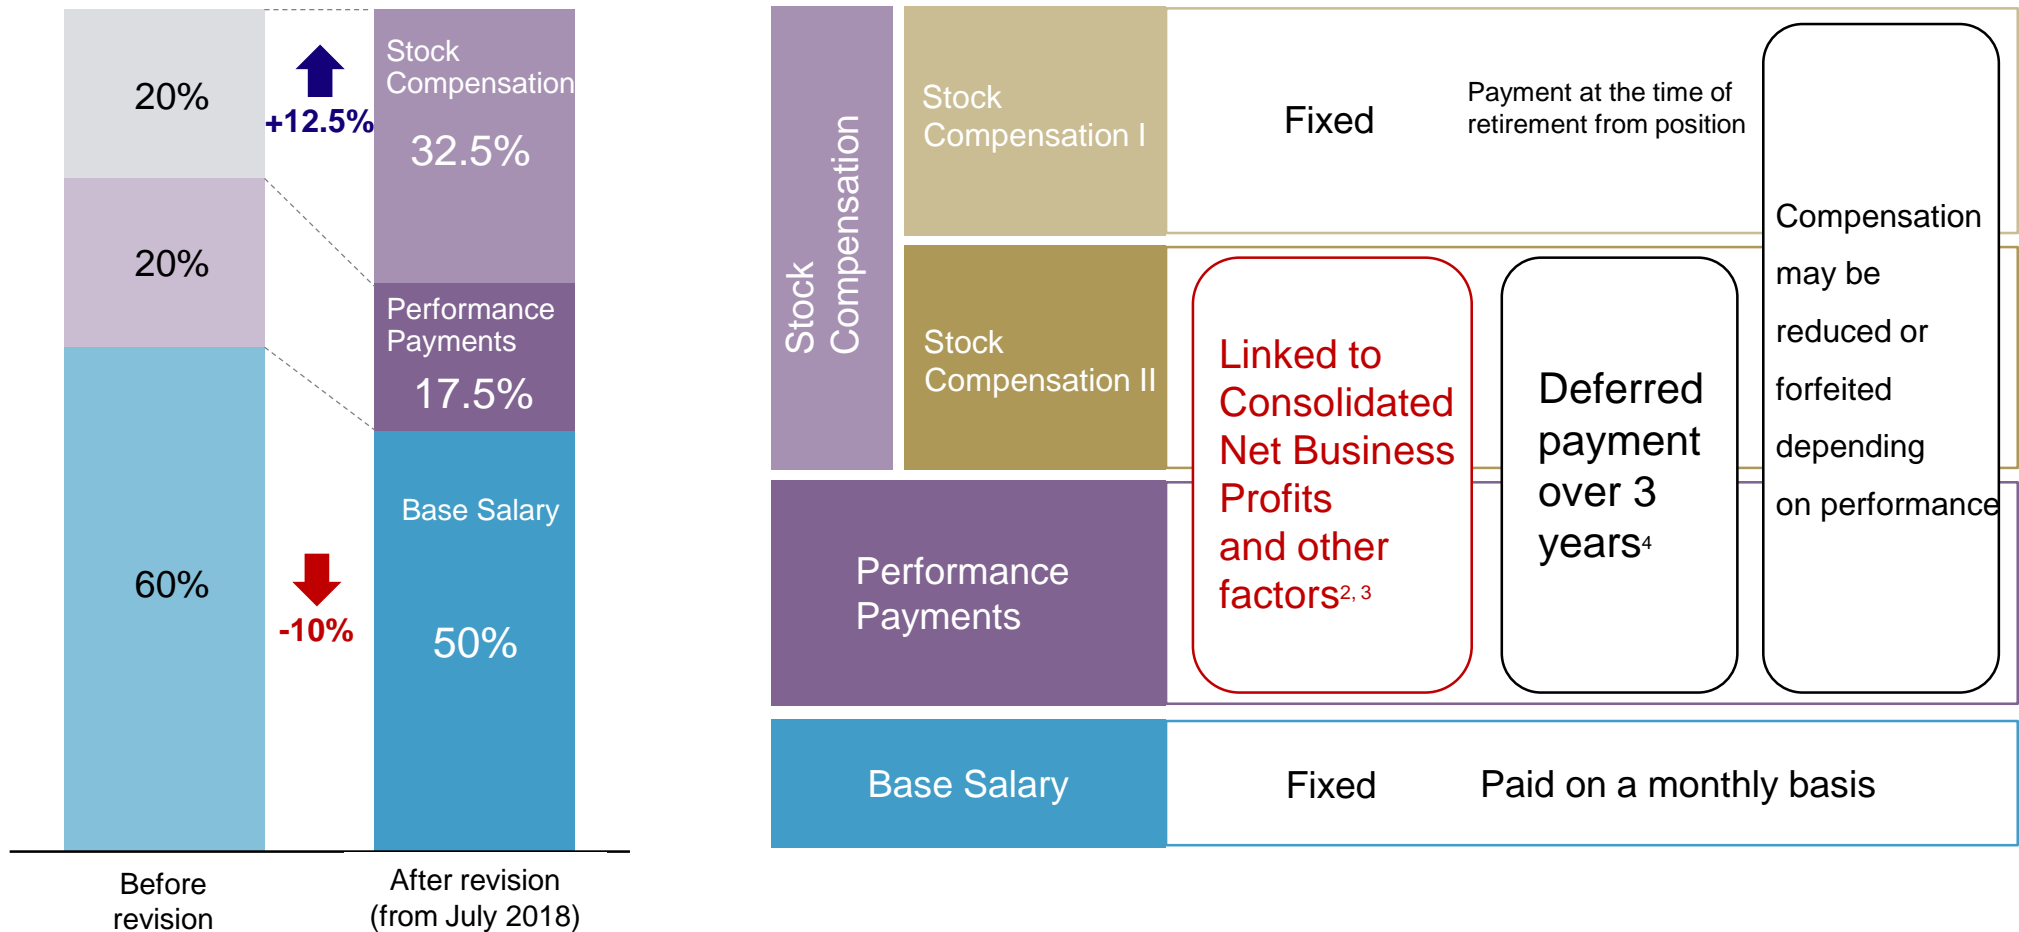 20%
20%
60%
+12.5%
-10%
Stock
Compensation
32.5%
Performance
Payments
17.5%
Base Salary
50%
Before
revision
After revision
(from July 2018)
Stock
Compensation
Stock
Compensation I
Fixed
Payment at the time of
retirement from position
Stock
Compensation II
Linked to
Consolidated
Net Business
Profits
and other
factors2, 3
Deferred
payment
over 3
years4
Compensation
may be
reduced or
forfeited
depending
on performance
Performance
Payments
Base Salary
Fixed
Paid on a monthly basis